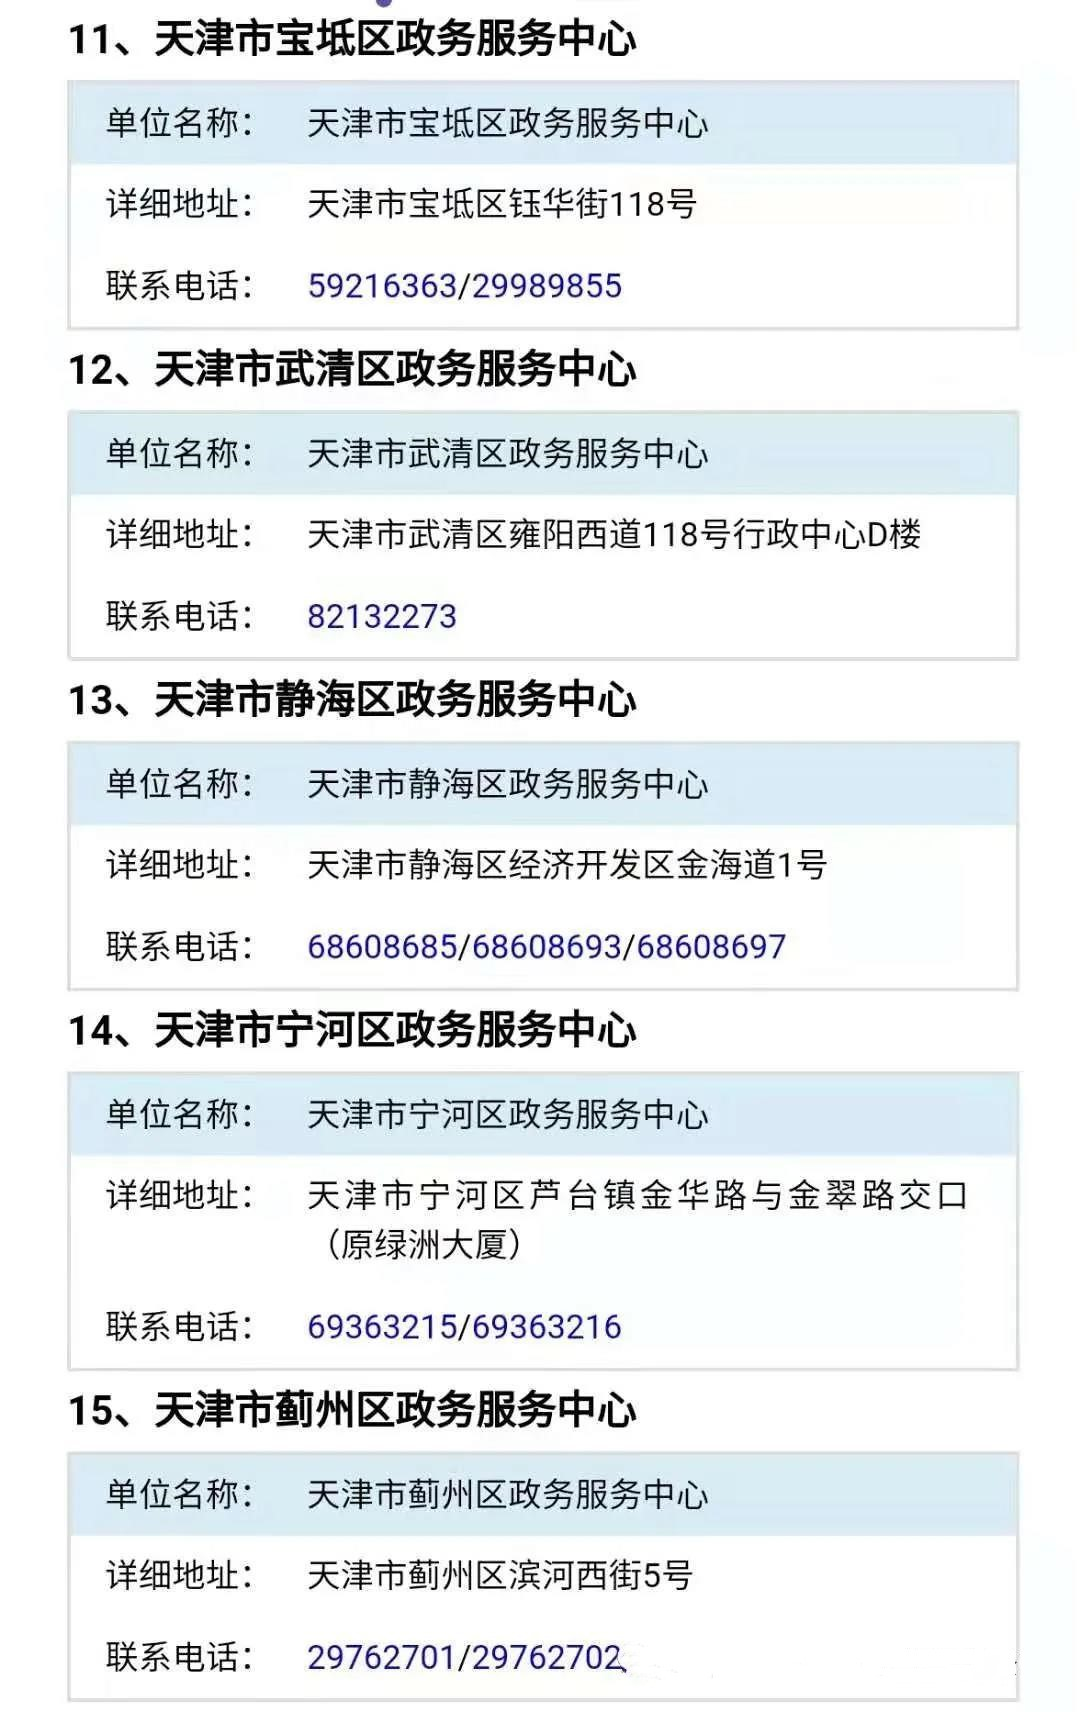 11、天津市宝坻区政务服务中心
单位名称： 天津市宝坻区政务服务中心
详细地址： 天津市宝坻区钰华街118号
联系电话： 59216363/29989855
12、天津市武清区政务服务中心
单位名称： 天津市武清区政务服务中心
详细地址： 天津市武清区雍阳西道118号行政中心D楼
联系电话： 82132273
13、天津市静海区政务服务中心
单位名称： 天津市静海区政务服务中心
详细地址： 天津市静海区经济开发区金海道1号
联系电话： 68608685/68608693/68608697
14、天津市宁河区政务服务中心
单位名称： 天津市宁河区政务服务中心
详细地址： 天津市宁河区芦台镇金华路与金翠路交口
（原绿洲大厦）
联系电话： 69363215/69363216
15、天津市蓟州区政务服务中心
单位名称： 天津市蓟州区政务服务中心
详细地址： 天津市蓟州区滨河西街5号
联系电话： 29762701/29762702